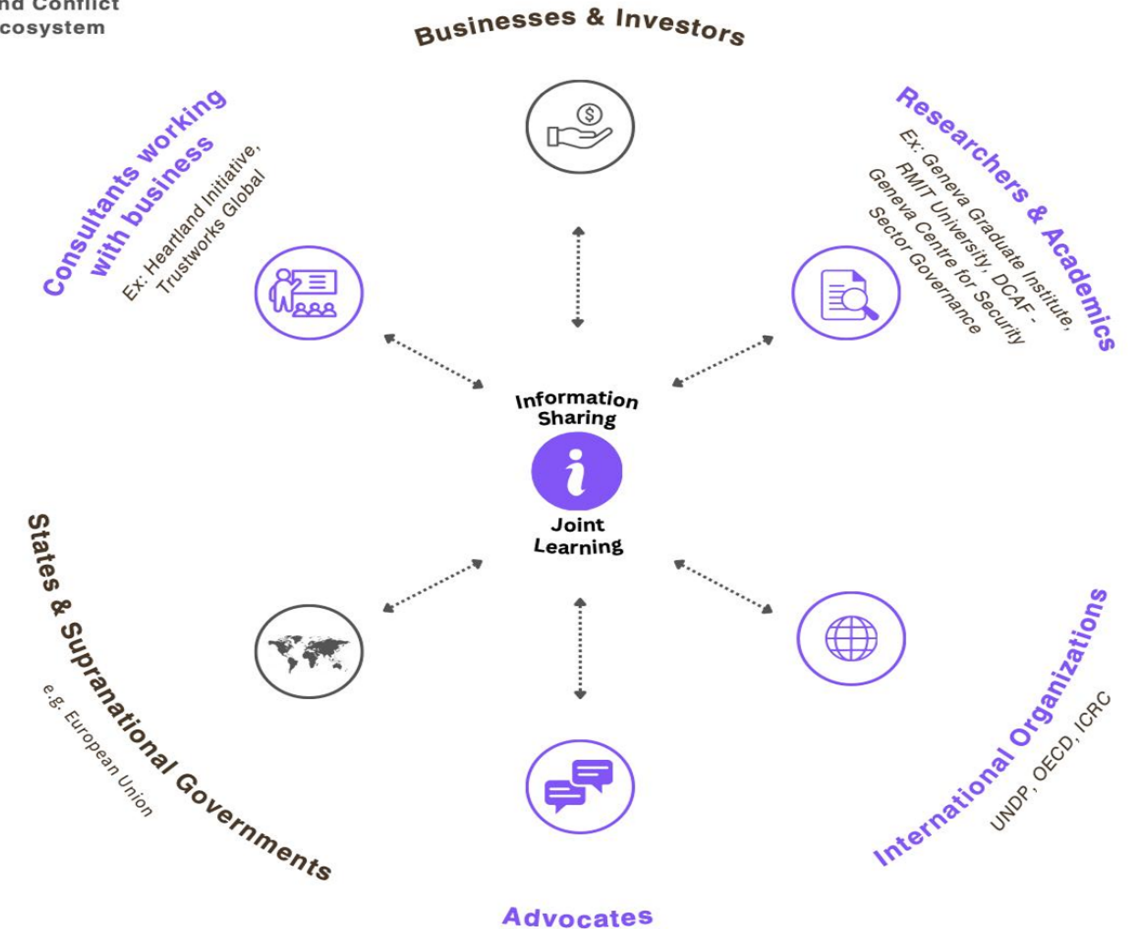 nd Conflict
cosystem
Businesses & Investors
Consultants working
with business
Ex: Heartland Initiative,
Trustworks Global
Researchers & Academics
Ex: Geneva Graduate Institute,
RMIT University, DCAF -
Geneva Centre for Security
Sector Governance
Information
Sharing
i
Joint
Learning
States & Supranational Governments
e.g. European Union
International Organizations
UNDP, OECD, ICRC
Advocates